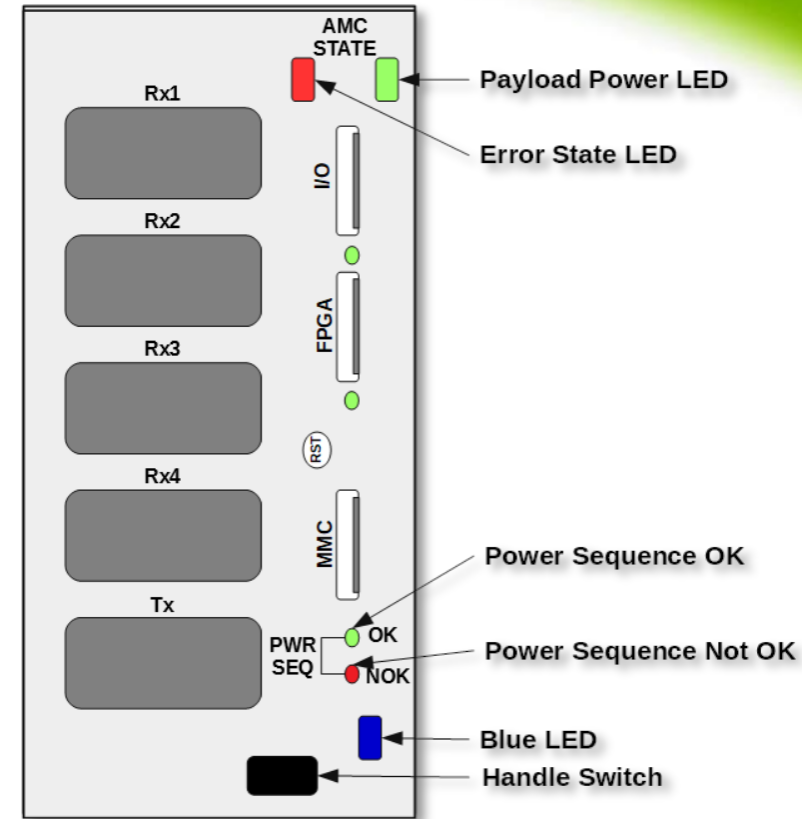 AMC
STATE
Payload Power LED
Rx1
Error State LED
I/O
Rx2
FPGA
Rx3
RST
Rx4
MMC
Power Sequence OK
Tx
PWR
SEQ
OK
NOK
Power Sequence Not OK
Blue LED
Handle Switch